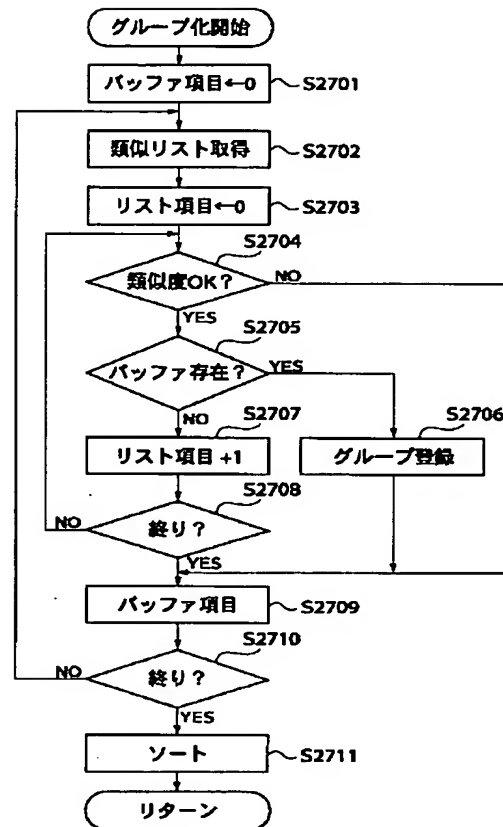 グループ化開始
バッファ項目←0 S2701
類似リスト取得 S2702
リスト項目←0 S2703
S2704
類似度OK? NO
YES S2705
バッファ存在? YES
NO S2707 S2706
リスト項目 +1 グループ登録
S2708
NO 終り?
YES
バッファ項目 S2709
S2710
NO 終り?
YES
ソート S2711
リターン